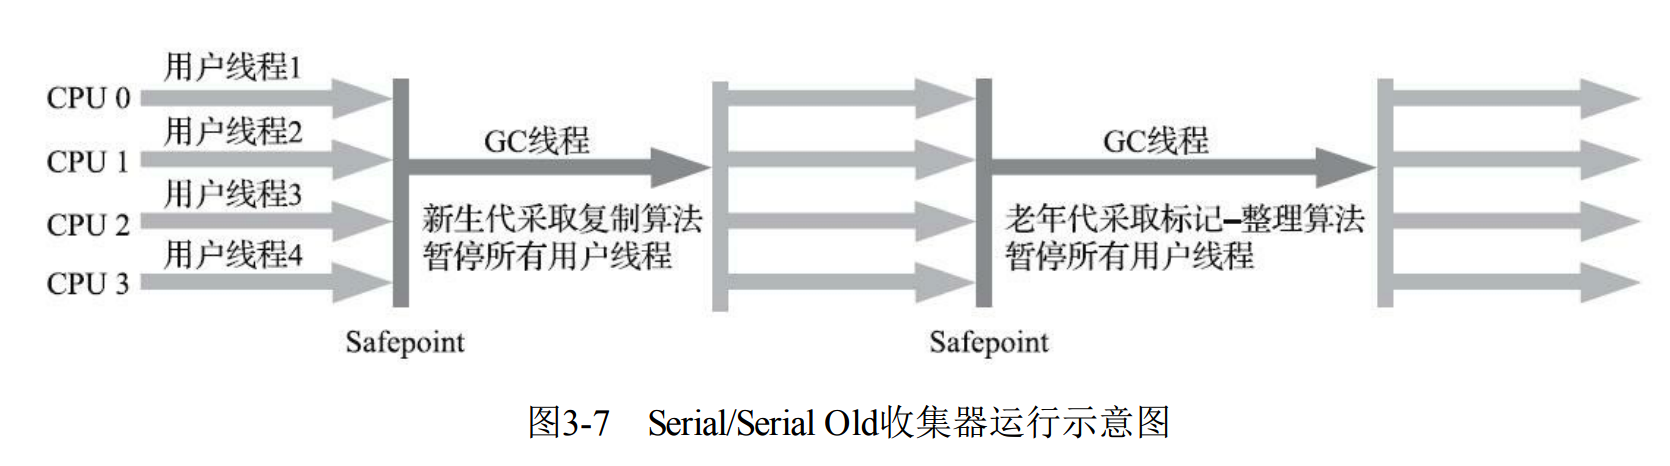 用户线程1
CPU 0
用户线程2
CPU 1
用户线程3
CPU 2
用户线程4
CPU 3
Safepoint
GC线程
新生代采取复制算法
暂停所有用户线程
Safepoint
GC线程
老年代采取标记–整理算法
暂停所有用户线程
图3-7 Serial/Serial Old收集器运行示意图